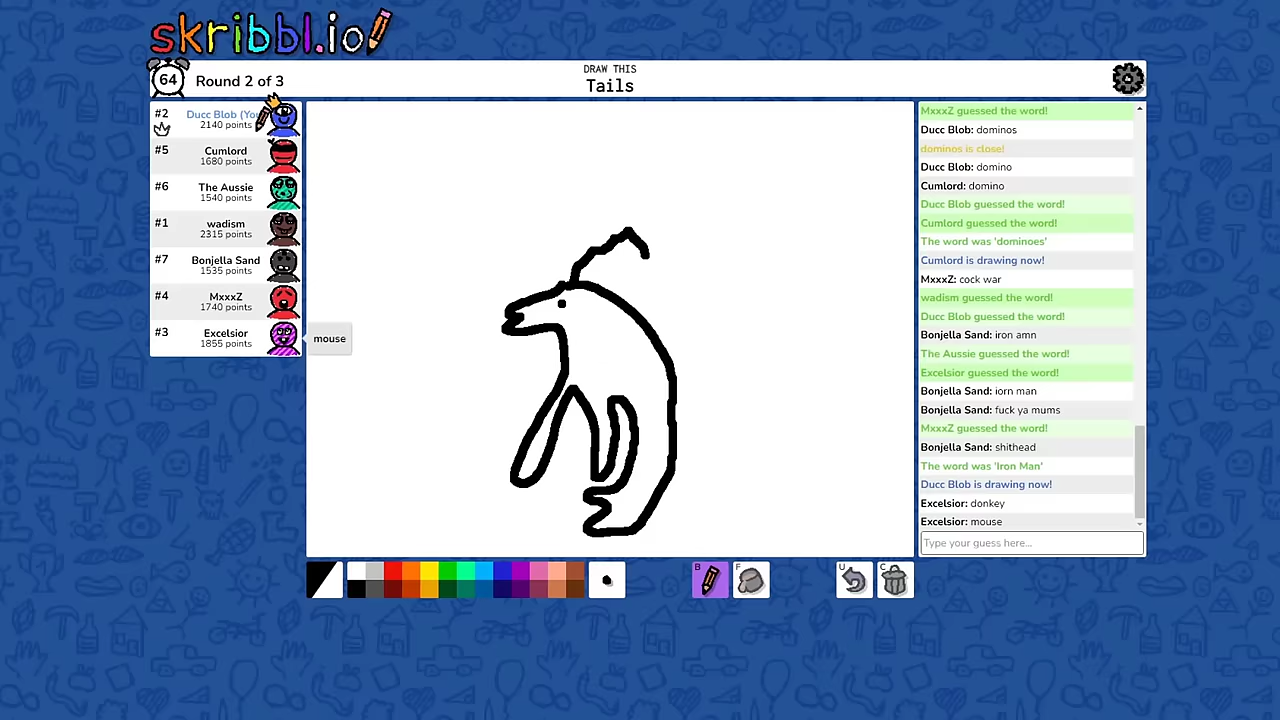 skribbl.io
64
Round 2 of 3
DRAW THIS
Tails
#2
Ducc Blob (You
2140 points
#5
Cumlord
1680 points
#6
The Aussie
1540 points
#1
wadism
2315 points
#7
Bonjella Sand
1535 points
#4
MxxxZ
1740 points
#3
Excelsior
1855 points
mouse
MxxxZ guessed the word!
Ducc Blob: dominos
dominos is close!
Ducc Blob: domino
Cumlord: domino
Ducc Blob guessed the word!
Cumlord guessed the word!
The word was 'dominoes'
Cumlord is drawing now!
MxxxZ: cock war
wadism guessed the word!
Ducc Blob guessed the word!
Bonjella Sand: iron amn
The Aussie guessed the word!
Excelsior guessed the word!
Bonjella Sand: iorn man
Bonjella Sand: fuck ya mums
MxxxZ guessed the word!
Bonjella Sand: shithead
The word was 'Iron Man'
Ducc Blob is drawing now!
Excelsior: donkey
Excelsior: mouse
Type your guess here...
B
F
U
C